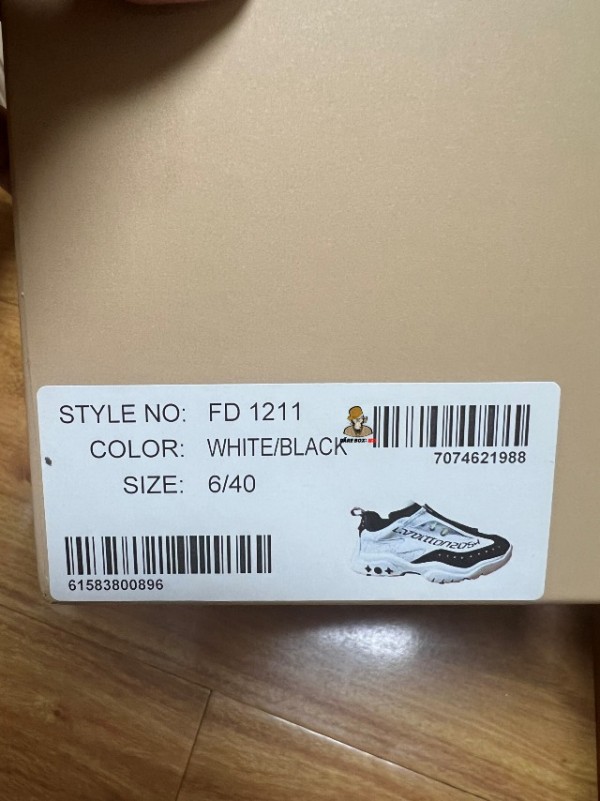 STYLE NO: FD 1211
COLOR: WHITE/BLACK
SIZE: 6/40
7074621988
61583800896